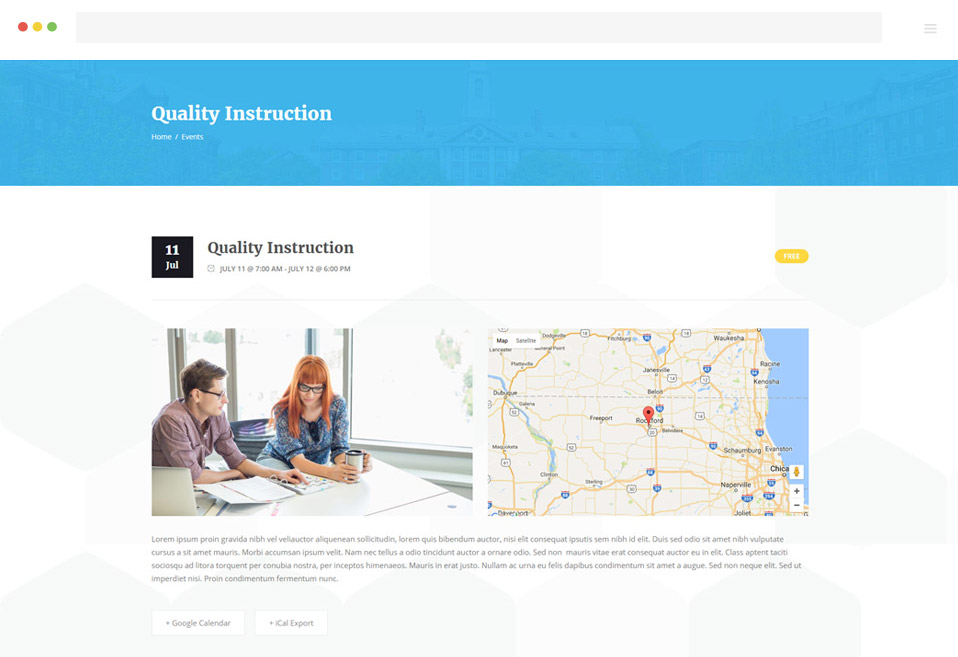 Quality Instruction
Home / Events
11
Jul
Quality Instruction
JULY 11 @ 7:00 AM - JULY 12 @ 6:00 PM
FREE
Map Satellite
Dodgeville
Fitchburg
Waukesha
Lancaster
Mineral Point
Platteville
Racine
Janesville
Kenosha
Dubuque
Beloit
Galena
Freeport
Rockford
Belvidere
Maquoketa
Schaumburg
Evanston
Clinton
Chica
Sterling
Naperville
Davenport
Joliet
+
−
Lorem ipsum proin gravida nibh vel veliauctor aliquenean sollicitudin, lorem quis bibendum auctor, nisi elit consequat ipsutis sem nibh id elit. Duis sed odio sit amet nibh vulputate
cursus a sit amet mauris. Morbi accumsan ipsum velit. Nam nec tellus a odio tincidunt auctor a ornare odio. Sed non  mauris vitae erat consequat auctor eu in elit. Class aptent taciti
sociosqu ad litora torquent per conubia nostra, per inceptos himenaeos. Mauris in erat justo. Nullam ac urna eu felis dapibus condimentum sit amet a augue. Sed non neque elit. Sed ut
imperdiet nisi. Proin condimentum fermentum nunc.
+ Google Calendar
+ iCal Export